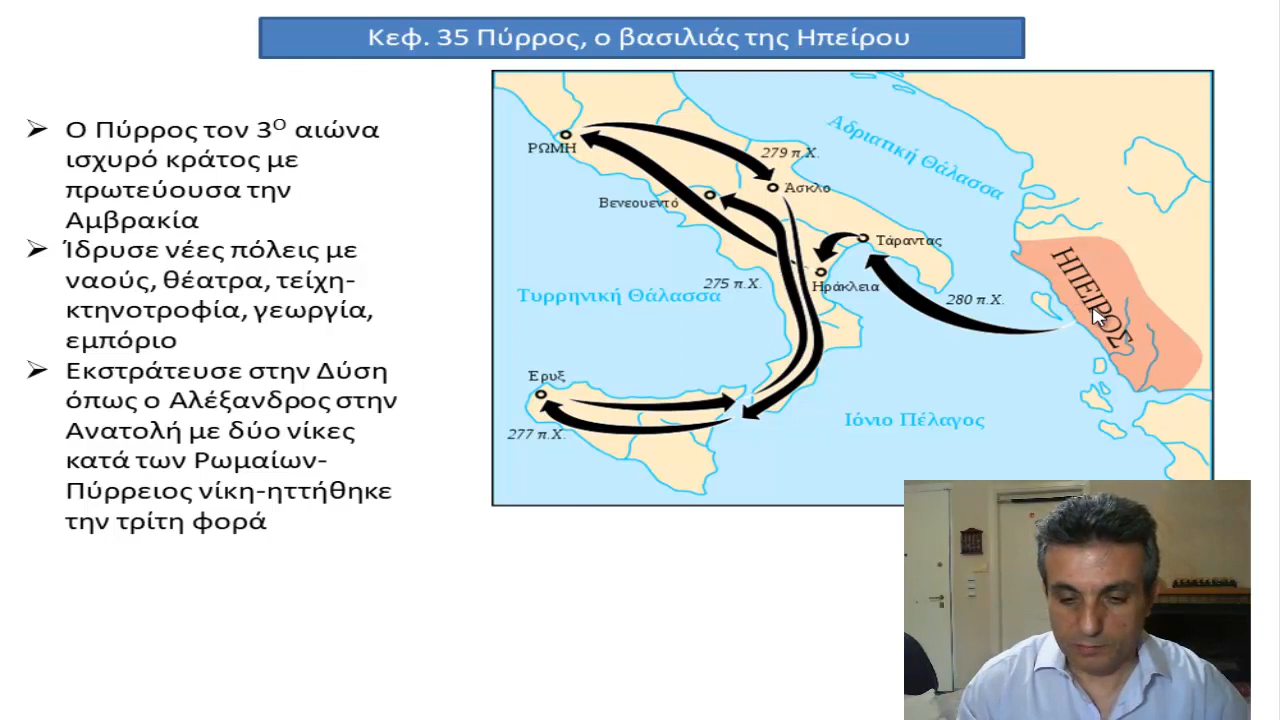 Κεφ. 35 Πύρρος, ο βασιλιάς της Ηπείρου
Ο Πύρρος τον 3Ο αιώνα
ισχυρό κράτος με
πρωτεύουσα την
Αμβρακία
Ίδρυσε νέες πόλεις με
ναούς, θέατρα, τείχη-
κτηνοτροφία, γεωργία,
εμπόριο
Εκστράτευσε στην Δύση
όπως ο Αλέξανδρος στην
Ανατολή με δύο νίκες
κατά των Ρωμαίων-
Πύρρειος νίκη-ηττήθηκε
την τρίτη φορά
ΡΩΜΗ
279 π.Χ.
Αδριατική Θάλασσα
Άσκλο
Βενεουεντό
Τάραντας
Ηράκλεια
275 π.Χ.
Τυρρηνική Θάλασσα
280 π.Χ.
ΗΠΕΙΡΟΣ
Ερυξ
277 π.Χ.
Ιόνιο Πέλαγος